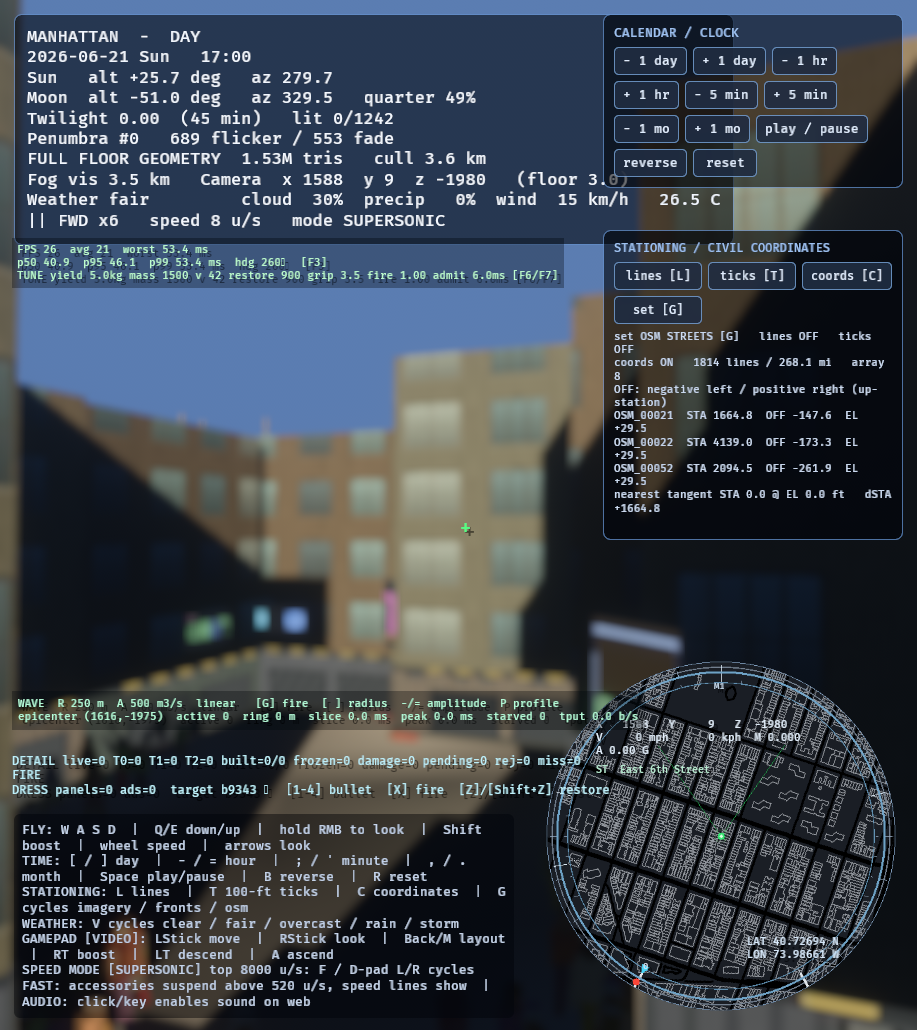 MANHATTAN  -  DAY
2026-06-21 Sun   17:00
Sun   alt +25.7 deg   az 279.7
Moon  alt -51.0 deg   az 329.5   quarter 49%
Twilight 0.00  (45 min)   lit 0/1242
Penumbra #0   689 flicker / 553 fade
FULL FLOOR GEOMETRY  1.53M tris   cull 3.6 km
Fog vis 3.5 km   Camera  x 1588  y 9  z -1980   (floor 3.0)
Weather fair         cloud  30%  precip   0%  wind  15 km/h   26.5 C
|| FWD x6   speed 8 u/s   mode SUPERSONIC
FPS 26  avg 21  worst 53.4 ms
p50 40.9  p95 46.1  p99 53.4 ms  hdg 260  [F3]
TUNE yield 5.0kg mass 1500 v 42 restore 900 grip 3.5 fire 1.00 admit 6.0ms [F6/F7]
CALENDAR / CLOCK
- 1 day
+ 1 day
- 1 hr
+ 1 hr
- 5 min
+ 5 min
- 1 mo
+ 1 mo
play / pause
reverse
reset
STATIONING / CIVIL COORDINATES
lines [L]
ticks [T]
coords [C]
set [G]
set OSM STREETS [G]   lines OFF   ticks
OFF
coords ON   1814 lines / 268.1 mi   array
8
OFF: negative left / positive right (up-
station)
OSM_00021  STA 1664.8  OFF -147.6  EL
+29.5
OSM_00022  STA 4139.0  OFF -173.3  EL
+29.5
OSM_00052  STA 2094.5  OFF -261.9  EL
+29.5
nearest tangent STA 0.0 @ EL 0.0 ft   dSTA
+1664.8
WAVE  R 250 m  A 500 m3/s  linear   [G] fire  [ ] radius  -/= amplitude  P profile
epicenter (1616,-1975)  active 0  ring 0 m  slice 0.0 ms  peak 0.0 ms  starved 0  tput 0.0 b/s
DETAIL live=0 T0=0 T1=0 T2=0 built=0/0 frozen=0 damage=0 pending=0 rej=0 miss=0
FIRE
DRESS panels=0 ads=0  target b9343  [1-4] bullet  [X] fire  [Z]/[Shift+Z] restore
FLY: W A S D  |  Q/E down/up  |  hold RMB to look  |  Shift
boost  |  wheel speed  |  arrows look
TIME: [ / ] day  |  - / = hour  |  ; / ' minute  |  , / .
month  |  Space play/pause  |  B reverse  |  R reset
STATIONING: L lines  |  T 100-ft ticks  |  C coordinates  |  G
cycles imagery / fronts / osm
WEATHER: V cycles clear / fair / overcast / rain / storm
GAMEPAD [VIDEO]: LStick move  |  RStick look  |  Back/M layout
|  RT boost  |  LT descend  |  A ascend
SPEED MODE [SUPERSONIC] top 8000 u/s: F / D-pad L/R cycles
FAST: accessories suspend above 520 u/s, speed lines show  |
AUDIO: click/key enables sound on web
X   1588   Y     9   Z  -1980
V     0 mph      0 kph  M 0.000
A 0.00 G
ST  East 6th Street
LAT 40.72694 N
LON 73.98661 W